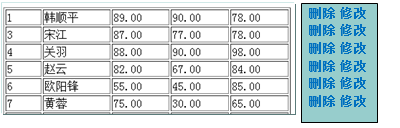 1 韩顺平 89.00 90.00 78.00 删除 修改
3 宋江 87.00 77.00 78.00 删除 修改
4 关羽 88.00 90.00 98.00 删除 修改
5 赵云 82.00 67.00 84.00 删除 修改
6 欧阳锋 55.00 45.00 85.00 删除 修改
7 黄蓉 75.00 30.00 65.00 删除 修改